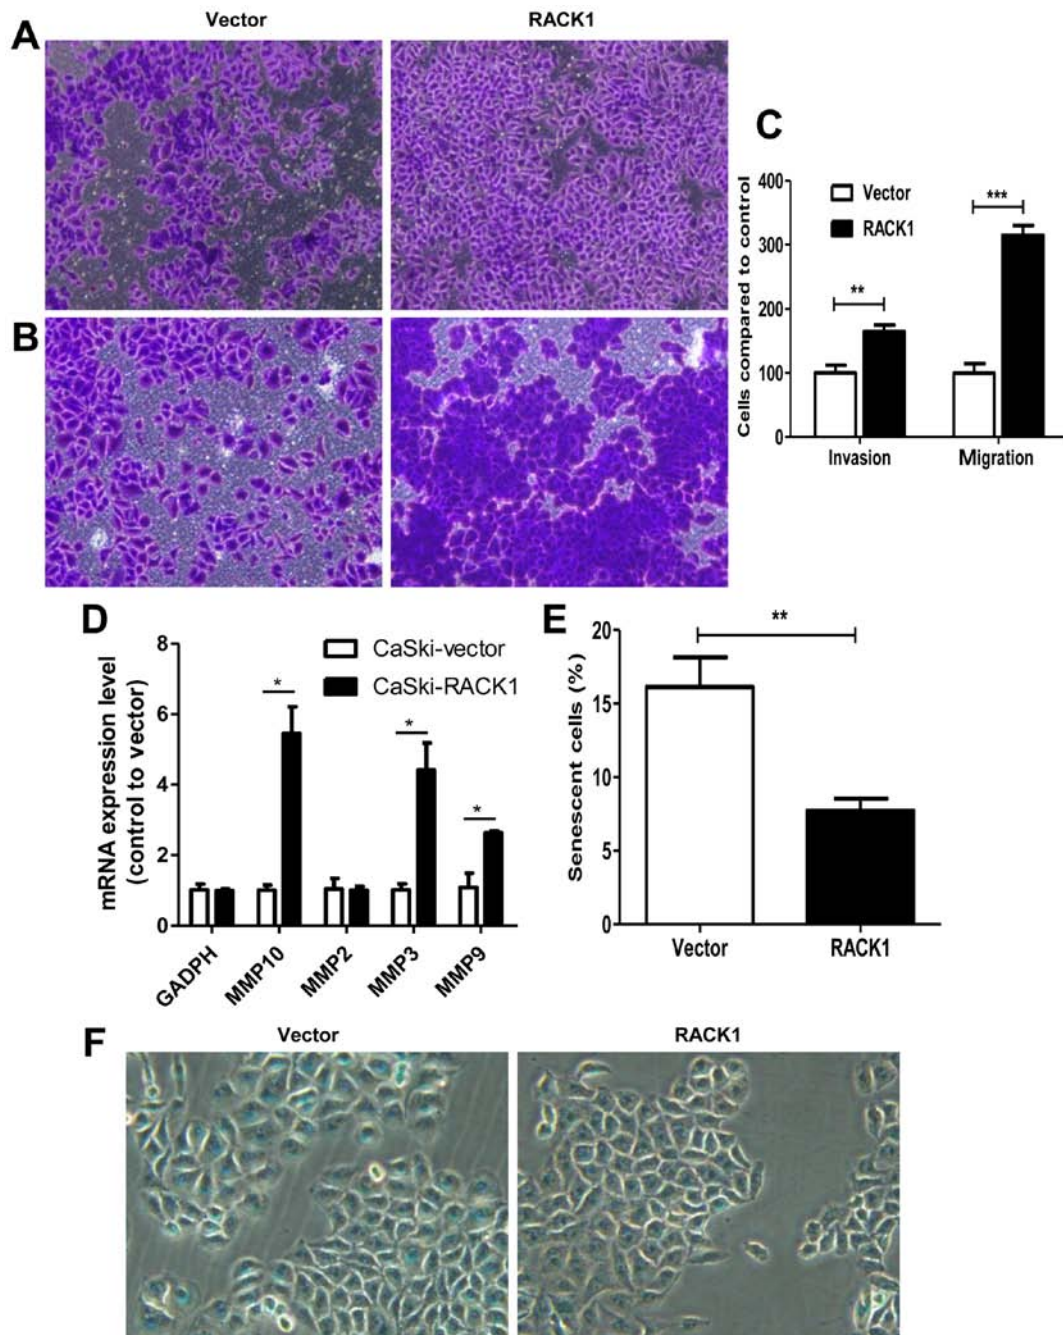 Vector
RACK1
A
B
C
Cells compared to control
400
300
200
100
0
Vector
RACK1
**
***
Invasion
Migration
D
mRNA expression level
(control to vector)
8
6
4
2
0
CaSki-vector
CaSki-RACK1
*
*
*
GADPH
MMP10
MMP2
MMP3
MMP9
E
Senescent cells (%)
20
15
10
5
0
**
Vector
RACK1
F
Vector
RACK1